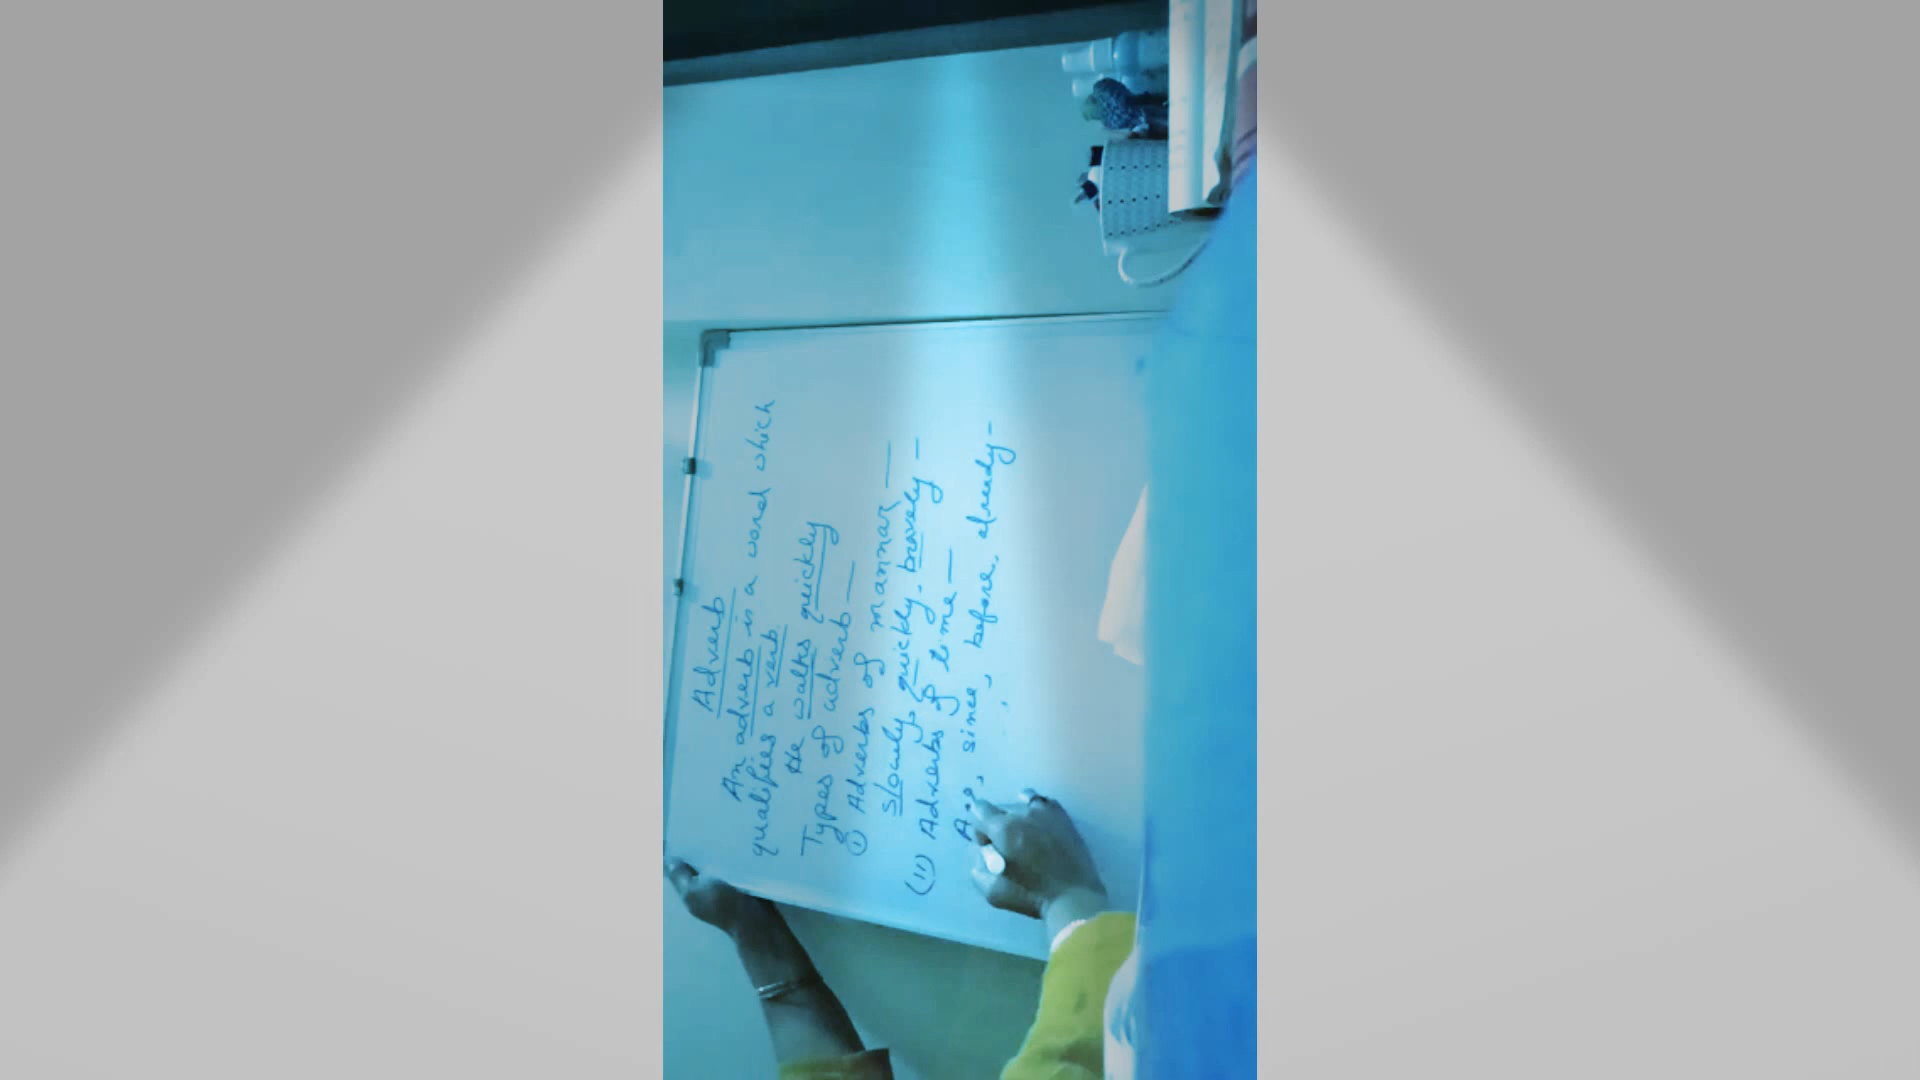 Adverb
An adverb is a word which
qualifies a verb.
He walks quickly
Types of adverb —
(i) Adverbs of mannar —
slowly, quickly, bravely —
(II) Adverbs of time —
since, before, already -